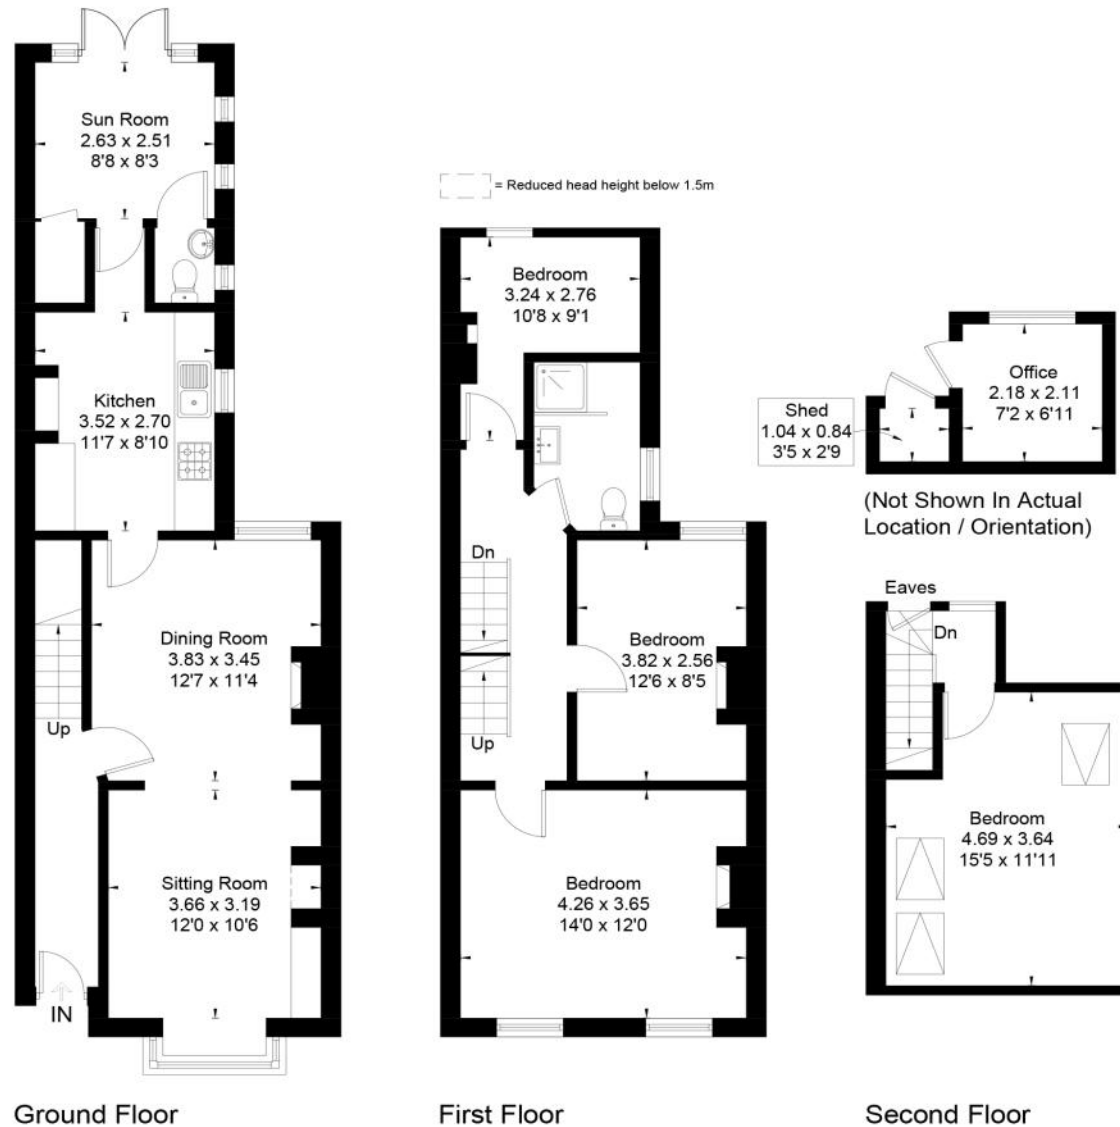 Sun Room
2.63 x 2.51
8'8 x 8'3
Kitchen
3.52 x 2.70
11'7 x 8'10
Dining Room
3.83 x 3.45
12'7 x 11'4
Up
Sitting Room
3.66 x 3.19
12'0 x 10'6
IN
Ground Floor
= Reduced head height below 1.5m
Bedroom
3.24 x 2.76
10'8 x 9'1
Dn
Bedroom
3.82 x 2.56
12'6 x 8'5
Up
Bedroom
4.26 x 3.65
14'0 x 12'0
First Floor
Office
2.18 x 2.11
7'2 x 6'11
Shed
1.04 x 0.84
3'5 x 2'9
(Not Shown In Actual
Location / Orientation)
Eaves
Dn
Bedroom
4.69 x 3.64
15'5 x 11'11
Second Floor